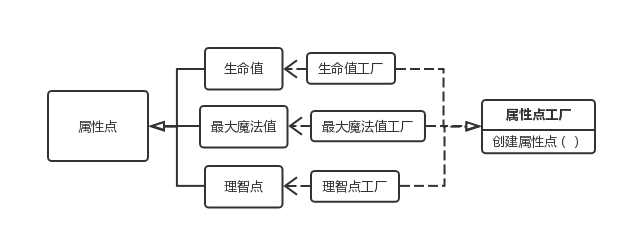 属性点
生命值
生命值工厂
最大魔法值
最大魔法值工厂
理智点
理智点工厂
属性点工厂
创建属性点（ ）